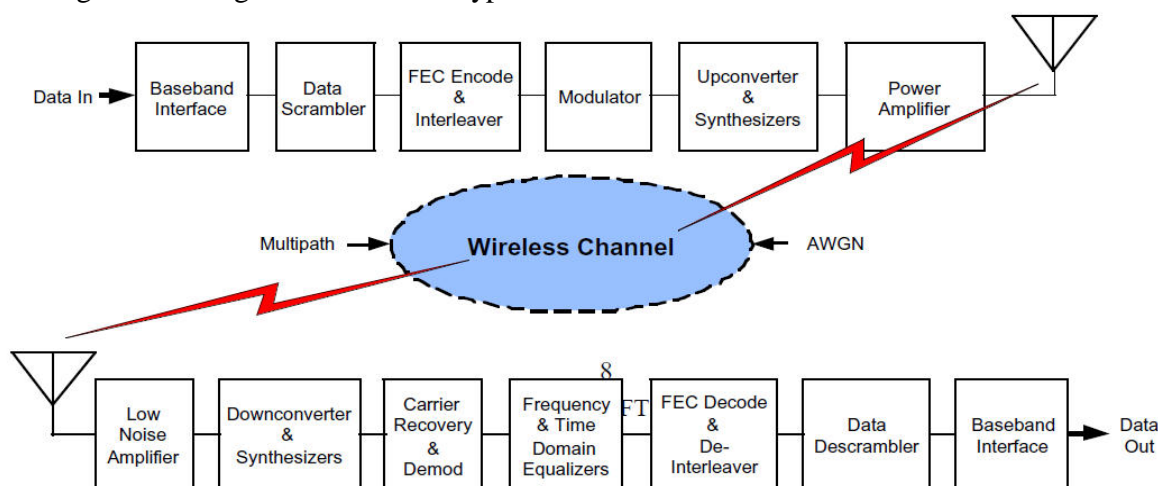 Data In
Baseband
Interface
Data
Scrambler
FEC Encode
&
Interleaver
Modulator
Upconverter
&
Synthesizers
Power
Amplifier
Multipath
Wireless Channel
AWGN
8
FT
Low
Noise
Amplifier
Downconverter
&
Synthesizers
Carrier
Recovery
&
Demod
Frequency
& Time
Domain
Equalizers
FEC Decode
&
De-
Interleaver
Data
Descrambler
Baseband
Interface
Data
Out